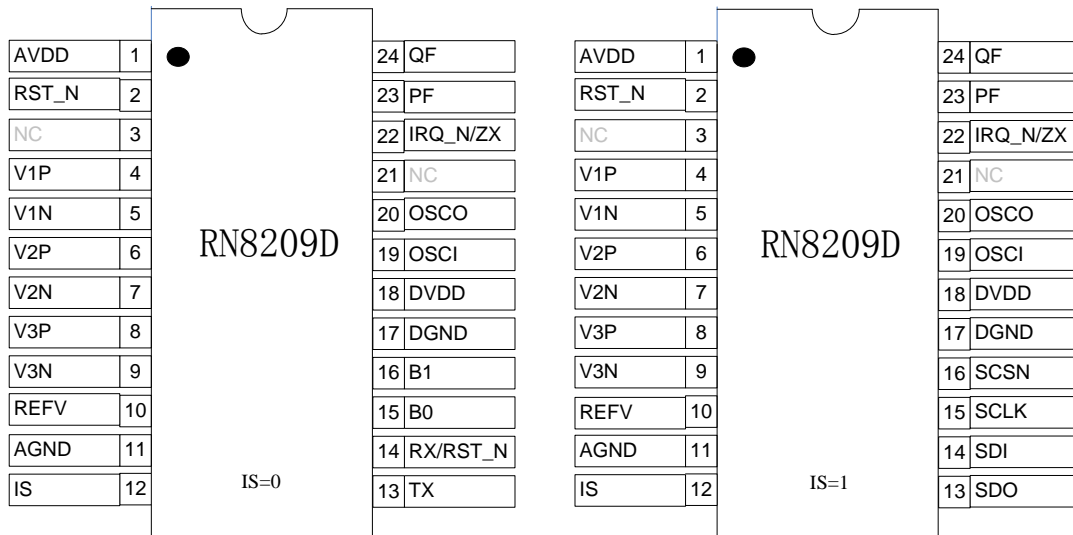 AVDD 1 24 QF AVDD 1 24 QF
RST_N 2 23 PF RST_N 2 23 PF
NC 3 22 IRQ_N/ZX NC 3 22 IRQ_N/ZX
V1P 4 21 NC V1P 4 21 NC
V1N 5 20 OSCO V1N 5 20 OSCO
RN8209D RN8209D
V2P 6 19 OSCI V2P 6 19 OSCI
V2N 7 18 DVDD V2N 7 18 DVDD
V3P 8 17 DGND V3P 8 17 DGND
V3N 9 16 B1 V3N 9 16 SCSN
REFV 10 15 B0 REFV 10 15 SCLK
AGND 11 14 RX/RST_N AGND 11 14 SDI
IS 12 IS=0 13 TX IS 12 IS=1 13 SDO